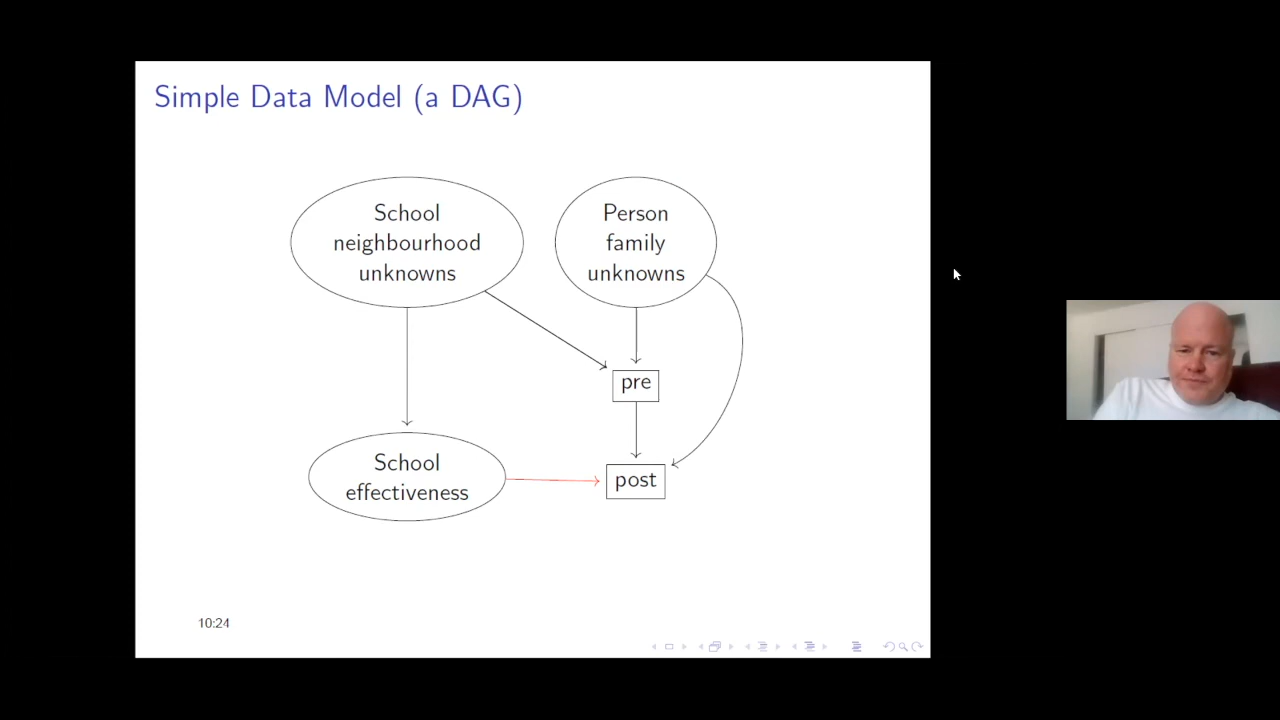 Simple Data Model (a DAG)
School
neighbourhood
unknowns
Person
family
unknowns
pre
School
effectiveness
post
10:24